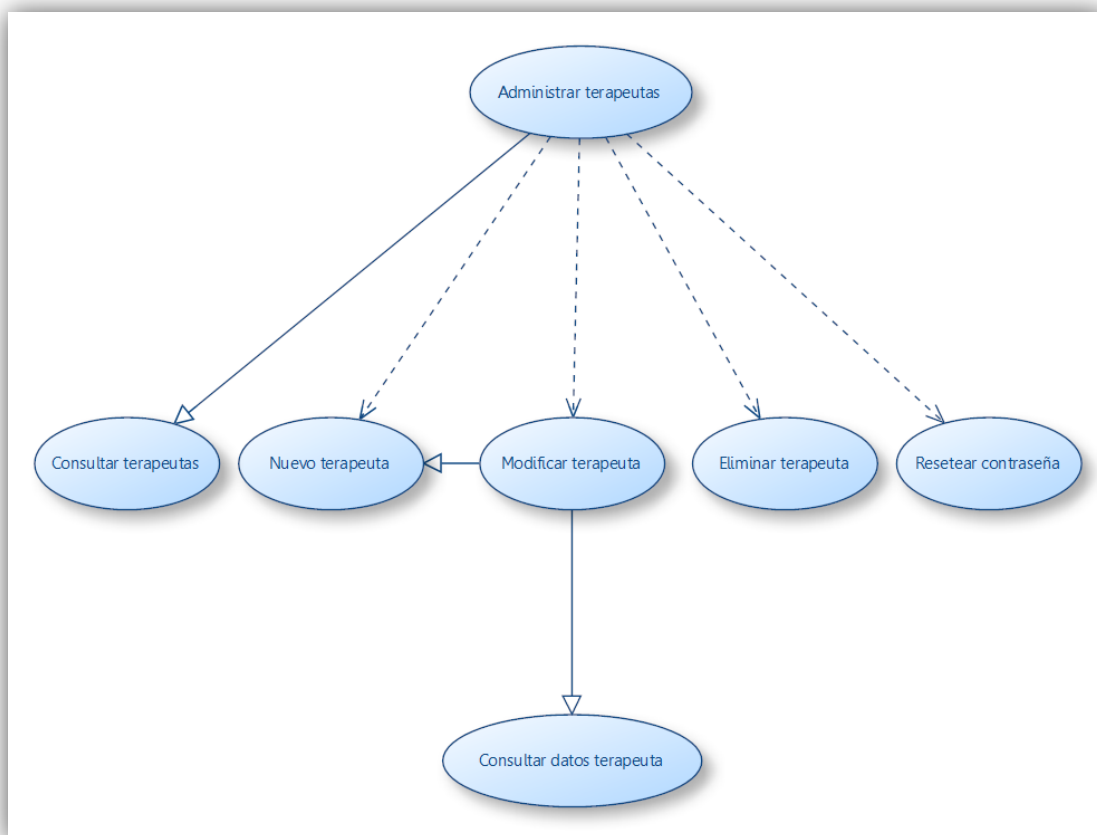 Administrar terapeutas
Consultar terapeutas
Nuevo terapeuta
Modificar terapeuta
Eliminar terapeuta
Resetear contraseña
Consultar datos terapeuta